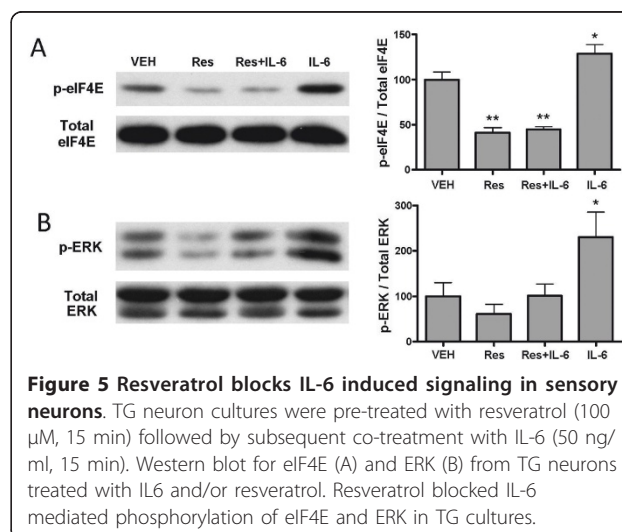 A
VEH Res Res+IL-6 IL-6
p-eIF4E
Total
eIF4E
p-eIF4E / Total eIF4E
150
100
50
0
**
**
*
VEH Res Res+IL-6 IL-6
B
p-ERK
Total
ERK
p-ERK / Total ERK
300
200
100
0
*
VEH Res Res+IL-6 IL-6
Figure 5 Resveratrol blocks IL-6 induced signaling in sensory
neurons. TG neuron cultures were pre-treated with resveratrol (100
μM, 15 min) followed by subsequent co-treatment with IL-6 (50 ng/
ml, 15 min). Western blot for eIF4E (A) and ERK (B) from TG neurons
treated with IL6 and/or resveratrol. Resveratrol blocked IL-6
mediated phosphorylation of eIF4E and ERK in TG cultures.